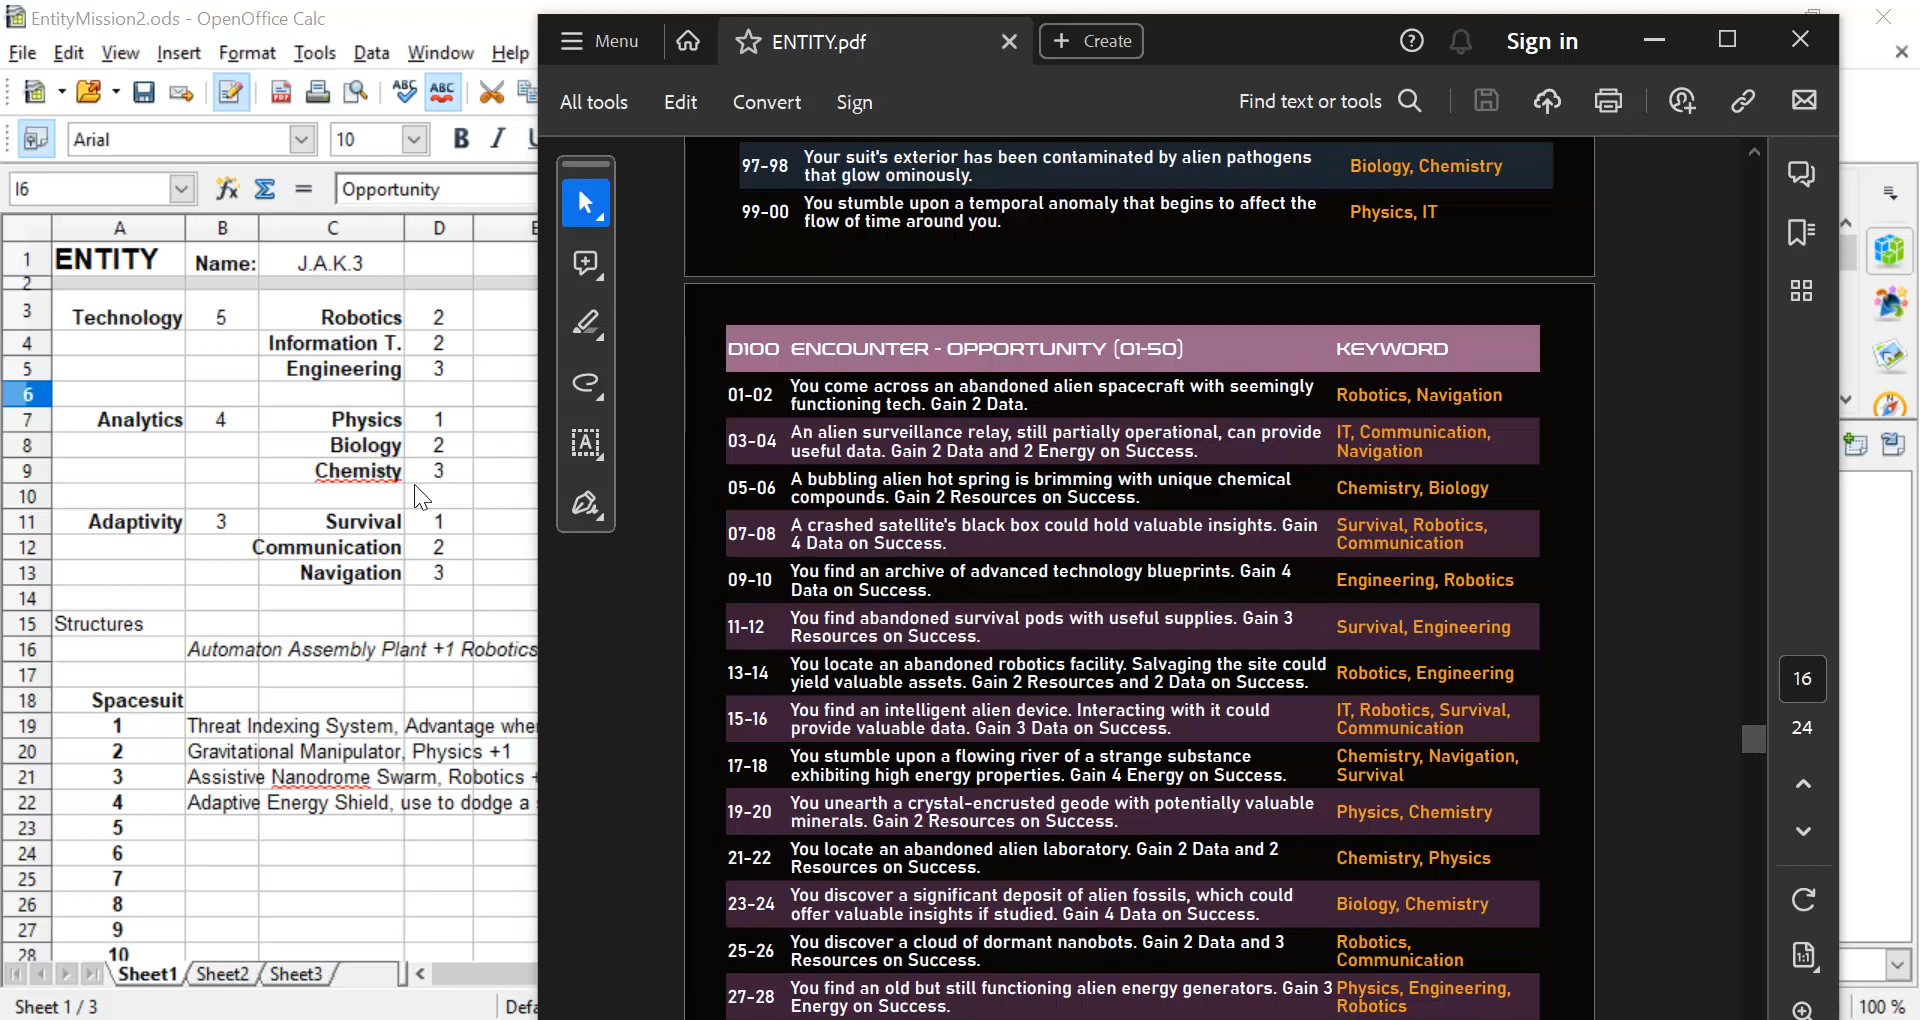 EntityMission2.ods - OpenOffice Calc
File Edit View Insert Format Tools Data Window Help
ABC ABC
Arial 10 B I
I6 fx Σ = Opportunity
A B C D
1 ENTITY Name: J.A.K.3
2
3 Technology 5 Robotics 2
4 Information T. 2
5 Engineering 3
6
7 Analytics 4 Physics 1
8 Biology 2
9 Chemisty 3
10
11 Adaptivity 3 Survival 1
12 Communication 2
13 Navigation 3
14
15 Structures
16 Automaton Assembly Plant +1 Robotics
17
18 Spacesuit
19 1 Threat Indexing System, Advantage whe
20 2 Gravitational Manipulator, Physics +1
21 3 Assistive Nanodrome Swarm, Robotics +
22 4 Adaptive Energy Shield, use to dodge a
23 5
24 6
25 7
26 8
27 9
28 10
Sheet1 Sheet2 Sheet3
Sheet 1 / 3 Defa
100 %
Menu ENTITY.pdf + Create Sign in
All tools Edit Convert Sign Find text or tools
97-98 Your suit's exterior has been contaminated by alien pathogens
that glow ominously.
Biology, Chemistry
99-00 You stumble upon a temporal anomaly that begins to affect the
flow of time around you.
Physics, IT
D100 ENCOUNTER - OPPORTUNITY (01-50) KEYWORD
01-02 You come across an abandoned alien spacecraft with seemingly
functioning tech. Gain 2 Data.
Robotics, Navigation
03-04 An alien surveillance relay, still partially operational, can provide
useful data. Gain 2 Data and 2 Energy on Success.
IT, Communication,
Navigation
05-06 A bubbling alien hot spring is brimming with unique chemical
compounds. Gain 2 Resources on Success.
Chemistry, Biology
07-08 A crashed satellite's black box could hold valuable insights. Gain
4 Data on Success.
Survival, Robotics,
Communication
09-10 You find an archive of advanced technology blueprints. Gain 4
Data on Success.
Engineering, Robotics
11-12 You find abandoned survival pods with useful supplies. Gain 3
Resources on Success.
Survival, Engineering
13-14 You locate an abandoned robotics facility. Salvaging the site could
yield valuable assets. Gain 2 Resources and 2 Data on Success.
Robotics, Engineering
15-16 You find an intelligent alien device. Interacting with it could
provide valuable data. Gain 3 Data on Success.
IT, Robotics, Survival,
Communication
17-18 You stumble upon a flowing river of a strange substance
exhibiting high energy properties. Gain 4 Energy on Success.
Chemistry, Navigation,
Survival
19-20 You unearth a crystal-encrusted geode with potentially valuable
minerals. Gain 2 Resources on Success.
Physics, Chemistry
21-22 You locate an abandoned alien laboratory. Gain 2 Data and 2
Resources on Success.
Chemistry, Physics
23-24 You discover a significant deposit of alien fossils, which could
offer valuable insights if studied. Gain 4 Data on Success.
Biology, Chemistry
25-26 You discover a cloud of dormant nanobots. Gain 2 Data and 3
Resources on Success.
Robotics,
Communication
27-28 You find an old but still functioning alien energy generators. Gain 3
Energy on Success.
Physics, Engineering,
Robotics
16
24
1:1